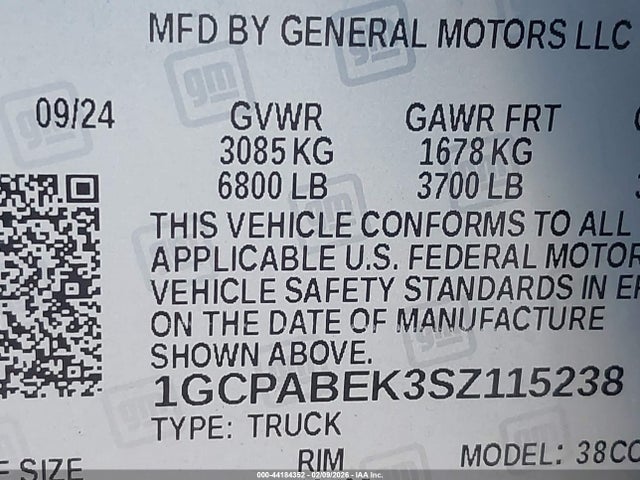 MFD BY GENERAL MOTORS LLC
09/24 GVWR GAWR FRT
3085 KG 1678 KG
6800 LB 3700 LB
THIS VEHICLE CONFORMS TO ALL
APPLICABLE U.S. FEDERAL MOTOR
VEHICLE SAFETY STANDARDS IN
ON THE DATE OF MANUFACTURE
SHOWN ABOVE.
1GCPABEK3SZ115238
TYPE: TRUCK
SIZE RIM MODEL: 38CC
gm
000-44184352 - 02/09/2026 - IAA Inc.